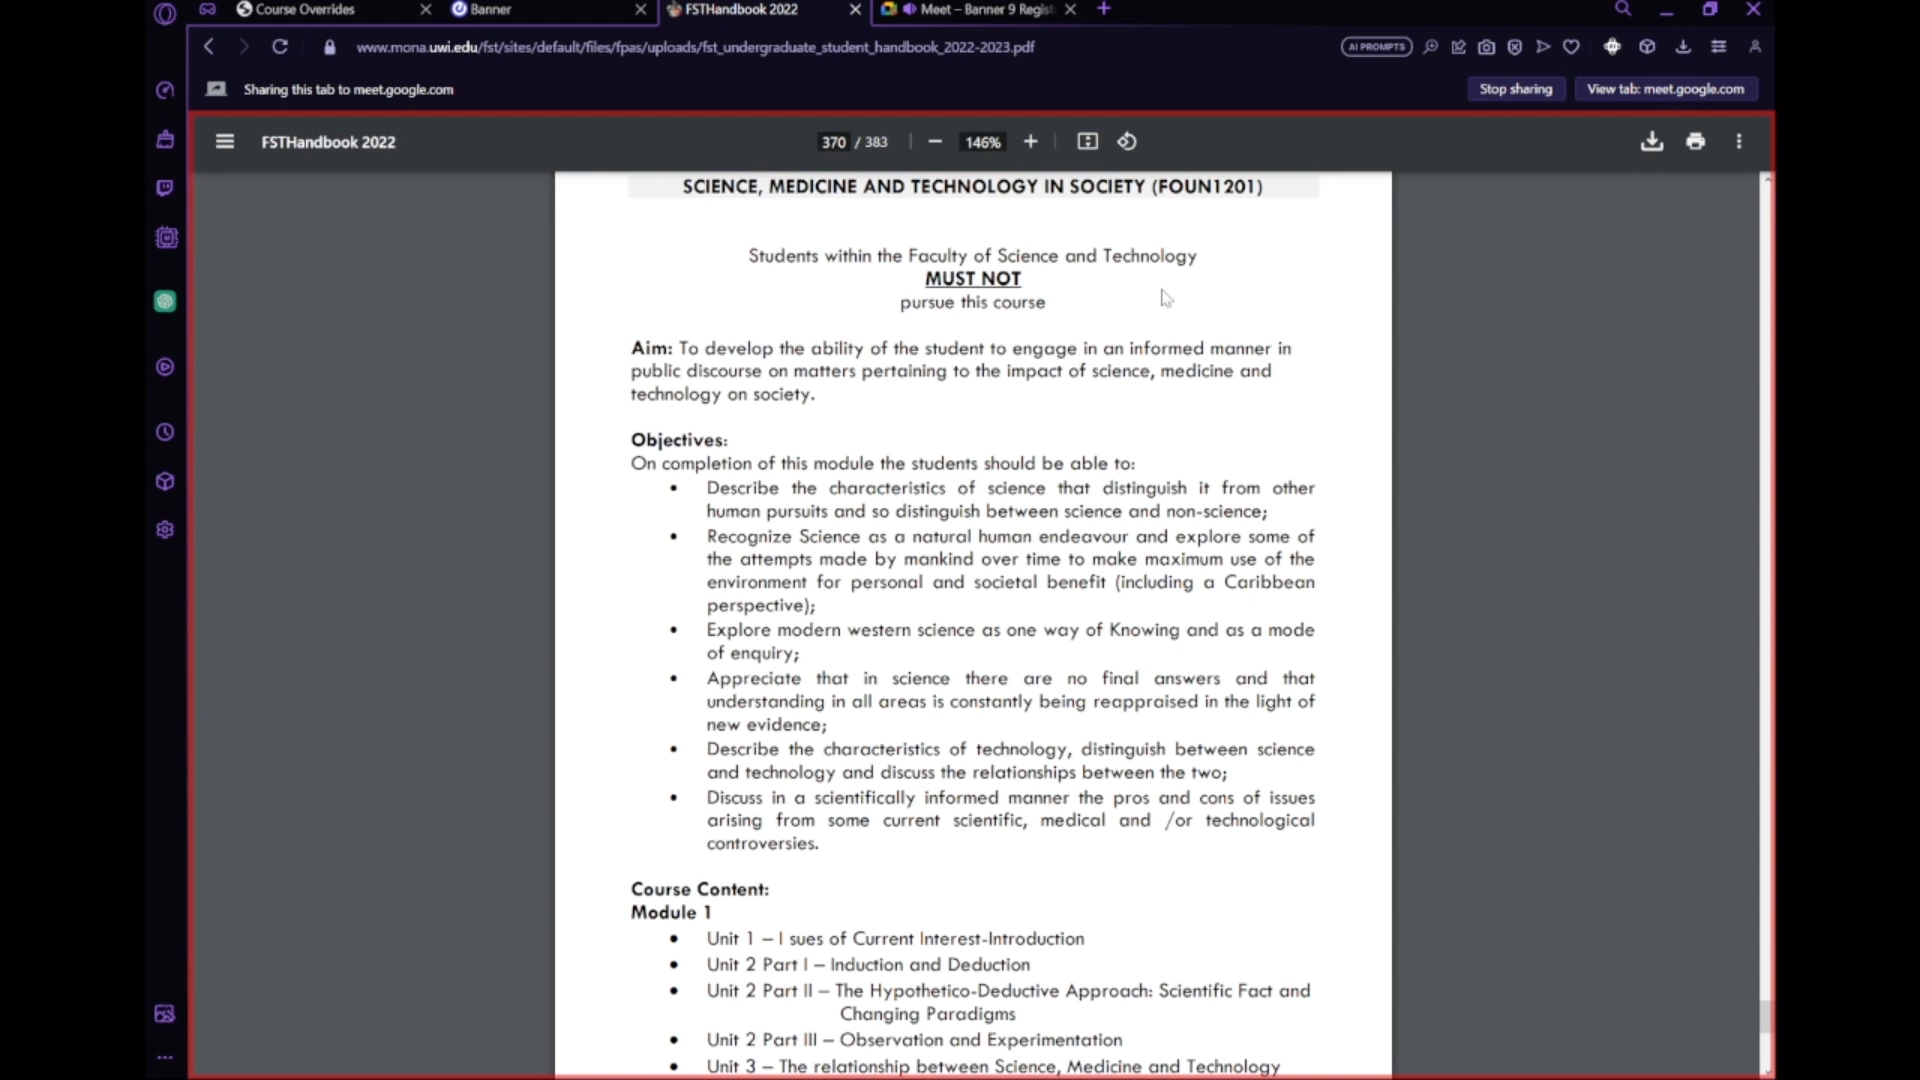 Course Overrides
Banner
FSTHandbook 2022
Meet – Banner 9 Regist
www.mona.uwi.edu/fst/sites/default/files/fpas/uploads/fst_undergraduate_student_handbook_2022-2023.pdf
AI PROMPTS
Sharing this tab to meet.google.com
Stop sharing
View tab: meet.google.com
FSTHandbook 2022
370 / 383
146%
SCIENCE, MEDICINE AND TECHNOLOGY IN SOCIETY (FOUN1201)
Students within the Faculty of Science and Technology
MUST NOT
pursue this course
Aim: To develop the ability of the student to engage in an informed manner in
public discourse on matters pertaining to the impact of science, medicine and
technology on society.
Objectives:
On completion of this module the students should be able to:
• Describe the characteristics of science that distinguish it from other
human pursuits and so distinguish between science and non-science;
• Recognize Science as a natural human endeavour and explore some of
the attempts made by mankind over time to make maximum use of the
environment for personal and societal benefit (including a Caribbean
perspective);
• Explore modern western science as one way of Knowing and as a mode
of enquiry;
• Appreciate that in science there are no final answers and that
understanding in all areas is constantly being reappraised in the light of
new evidence;
• Describe the characteristics of technology, distinguish between science
and technology and discuss the relationships between the two;
• Discuss in a scientifically informed manner the pros and cons of issues
arising from some current scientific, medical and /or technological
controversies.
Course Content:
Module 1
• Unit 1 – I sues of Current Interest-Introduction
• Unit 2 Part I – Induction and Deduction
• Unit 2 Part II – The Hypothetico-Deductive Approach: Scientific Fact and
Changing Paradigms
• Unit 2 Part III – Observation and Experimentation
• Unit 3 – The relationship between Science, Medicine and Technology